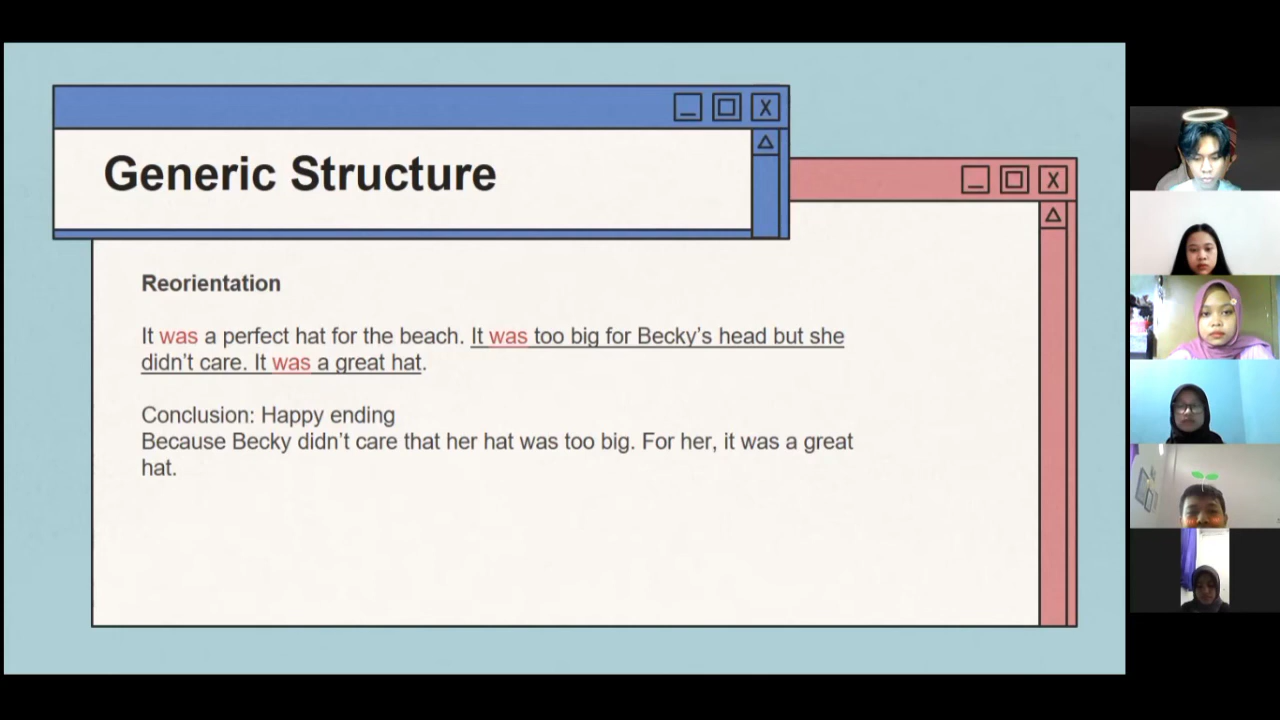 Generic Structure
Reorientation
It was a perfect hat for the beach. It was too big for Becky’s head but she
didn’t care. It was a great hat.
Conclusion: Happy ending
Because Becky didn’t care that her hat was too big. For her, it was a great
hat.